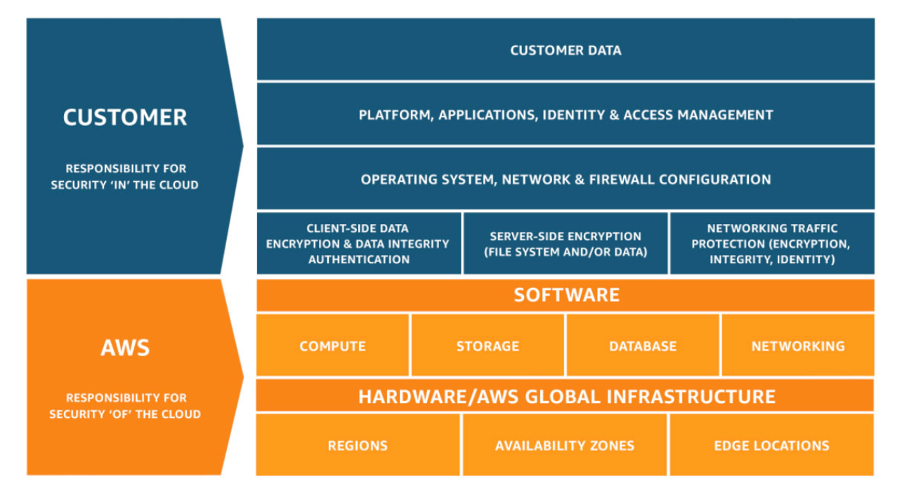 CUSTOMER
RESPONSIBILITY FOR
SECURITY ‘IN’ THE CLOUD
CUSTOMER DATA
PLATFORM, APPLICATIONS, IDENTITY & ACCESS MANAGEMENT
OPERATING SYSTEM, NETWORK & FIREWALL CONFIGURATION
CLIENT-SIDE DATA
ENCRYPTION & DATA INTEGRITY
AUTHENTICATION
SERVER-SIDE ENCRYPTION
(FILE SYSTEM AND/OR DATA)
NETWORKING TRAFFIC
PROTECTION (ENCRYPTION,
INTEGRITY, IDENTITY)
AWS
RESPONSIBILITY FOR
SECURITY ‘OF’ THE CLOUD
SOFTWARE
COMPUTE
STORAGE
DATABASE
NETWORKING
HARDWARE/AWS GLOBAL INFRASTRUCTURE
REGIONS
AVAILABILITY ZONES
EDGE LOCATIONS